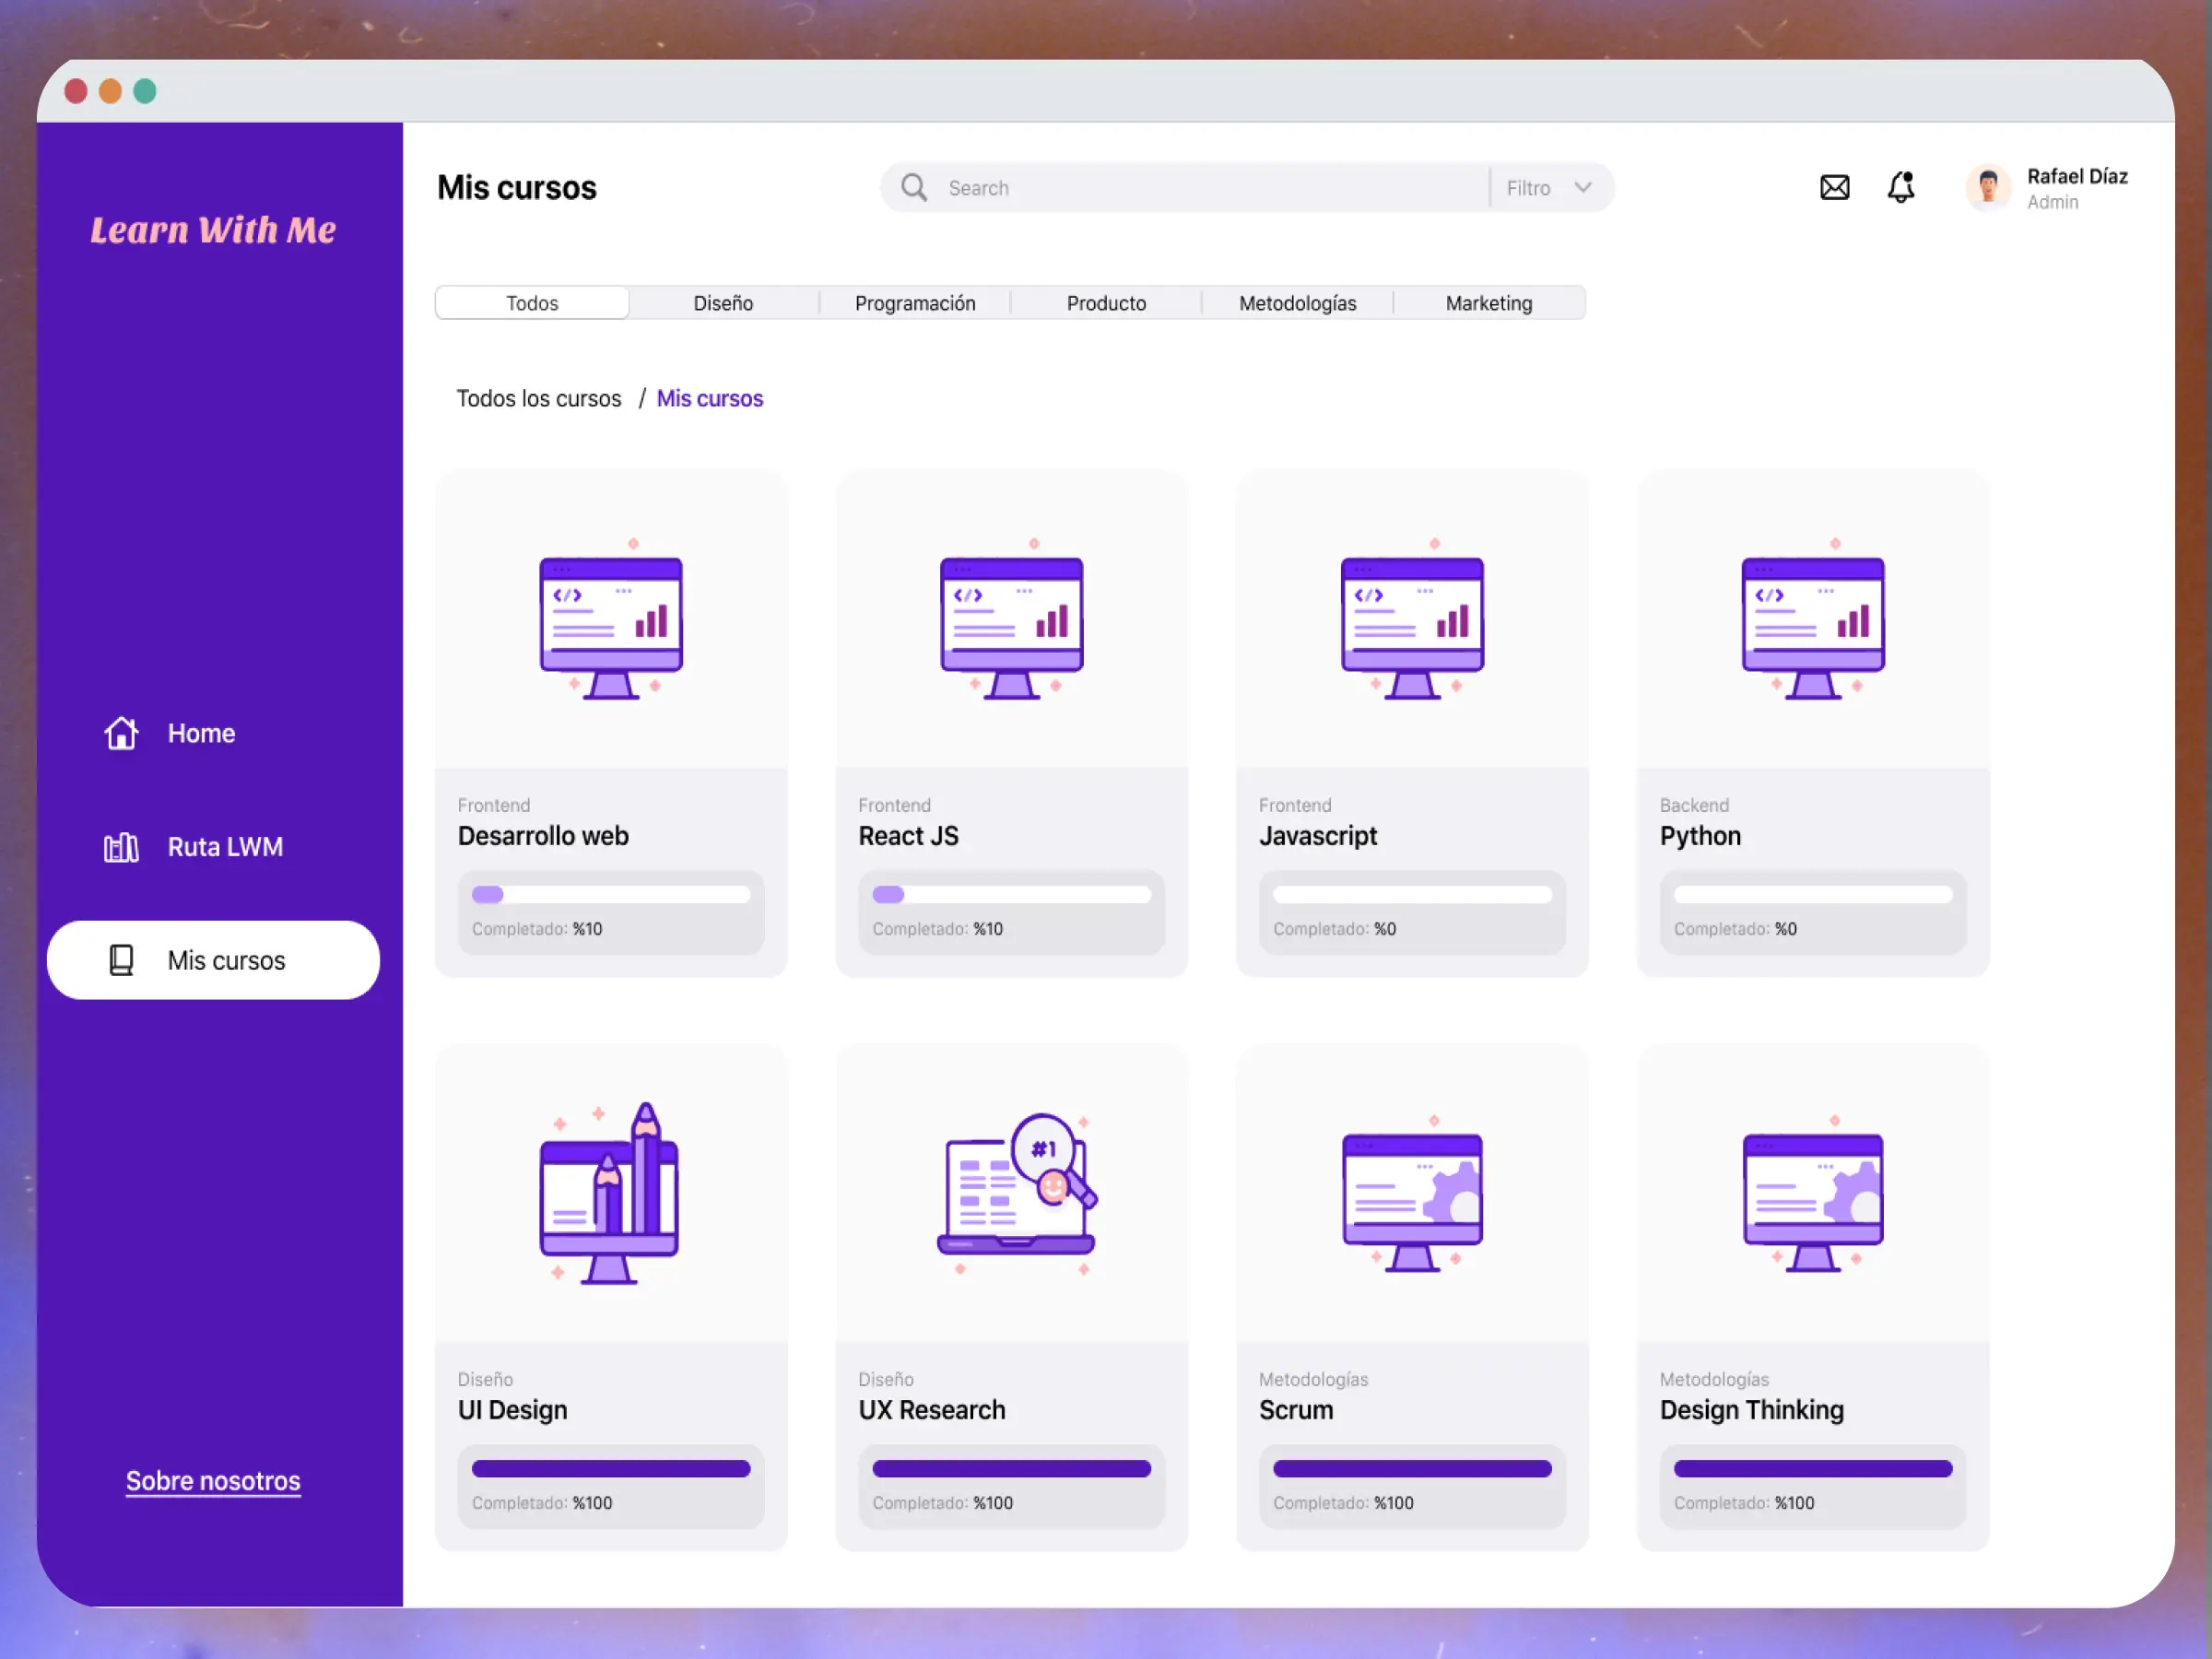 Learn With Me
Home
Ruta LWM
Mis cursos
Sobre nosotros
Mis cursos
Search
Filtro
Rafael Díaz
Admin
Todos
Diseño
Programación
Producto
Metodologías
Marketing
Todos los cursos / Mis cursos
Frontend
Desarrollo web
Completado: %10
Frontend
React JS
Completado: %10
Frontend
Javascript
Completado: %0
Backend
Python
Completado: %0
Diseño
UI Design
Completado: %100
#1
Diseño
UX Research
Completado: %100
Metodologías
Scrum
Completado: %100
Metodologías
Design Thinking
Completado: %100